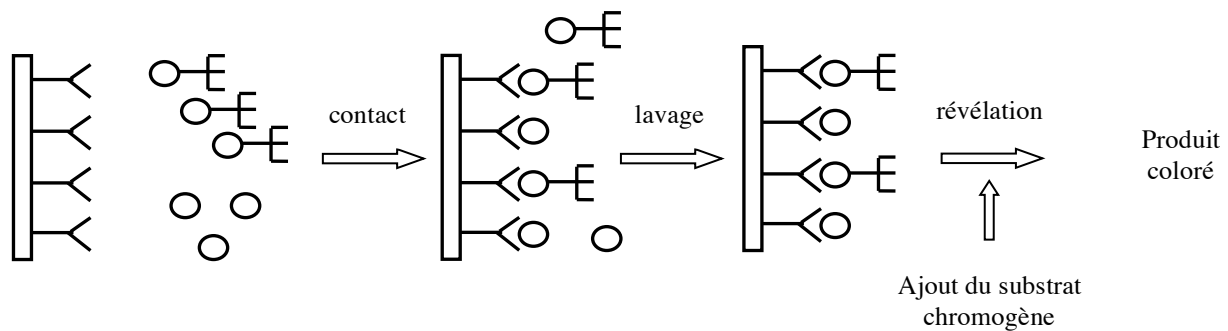 contact
lavage
révélation
Produit
coloré
Ajout du substrat
chromogène